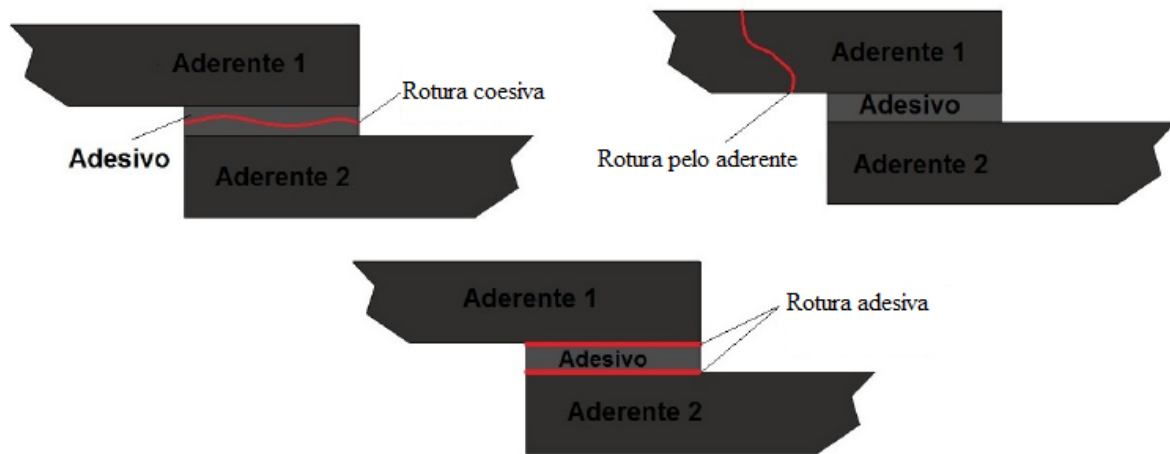 Aderente 1
Rotura coesiva
Adesivo
Aderente 2
Aderente 1
Adesivo
Rotura pelo aderente
Aderente 2
Aderente 1
Rotura adesiva
Adesivo
Aderente 2